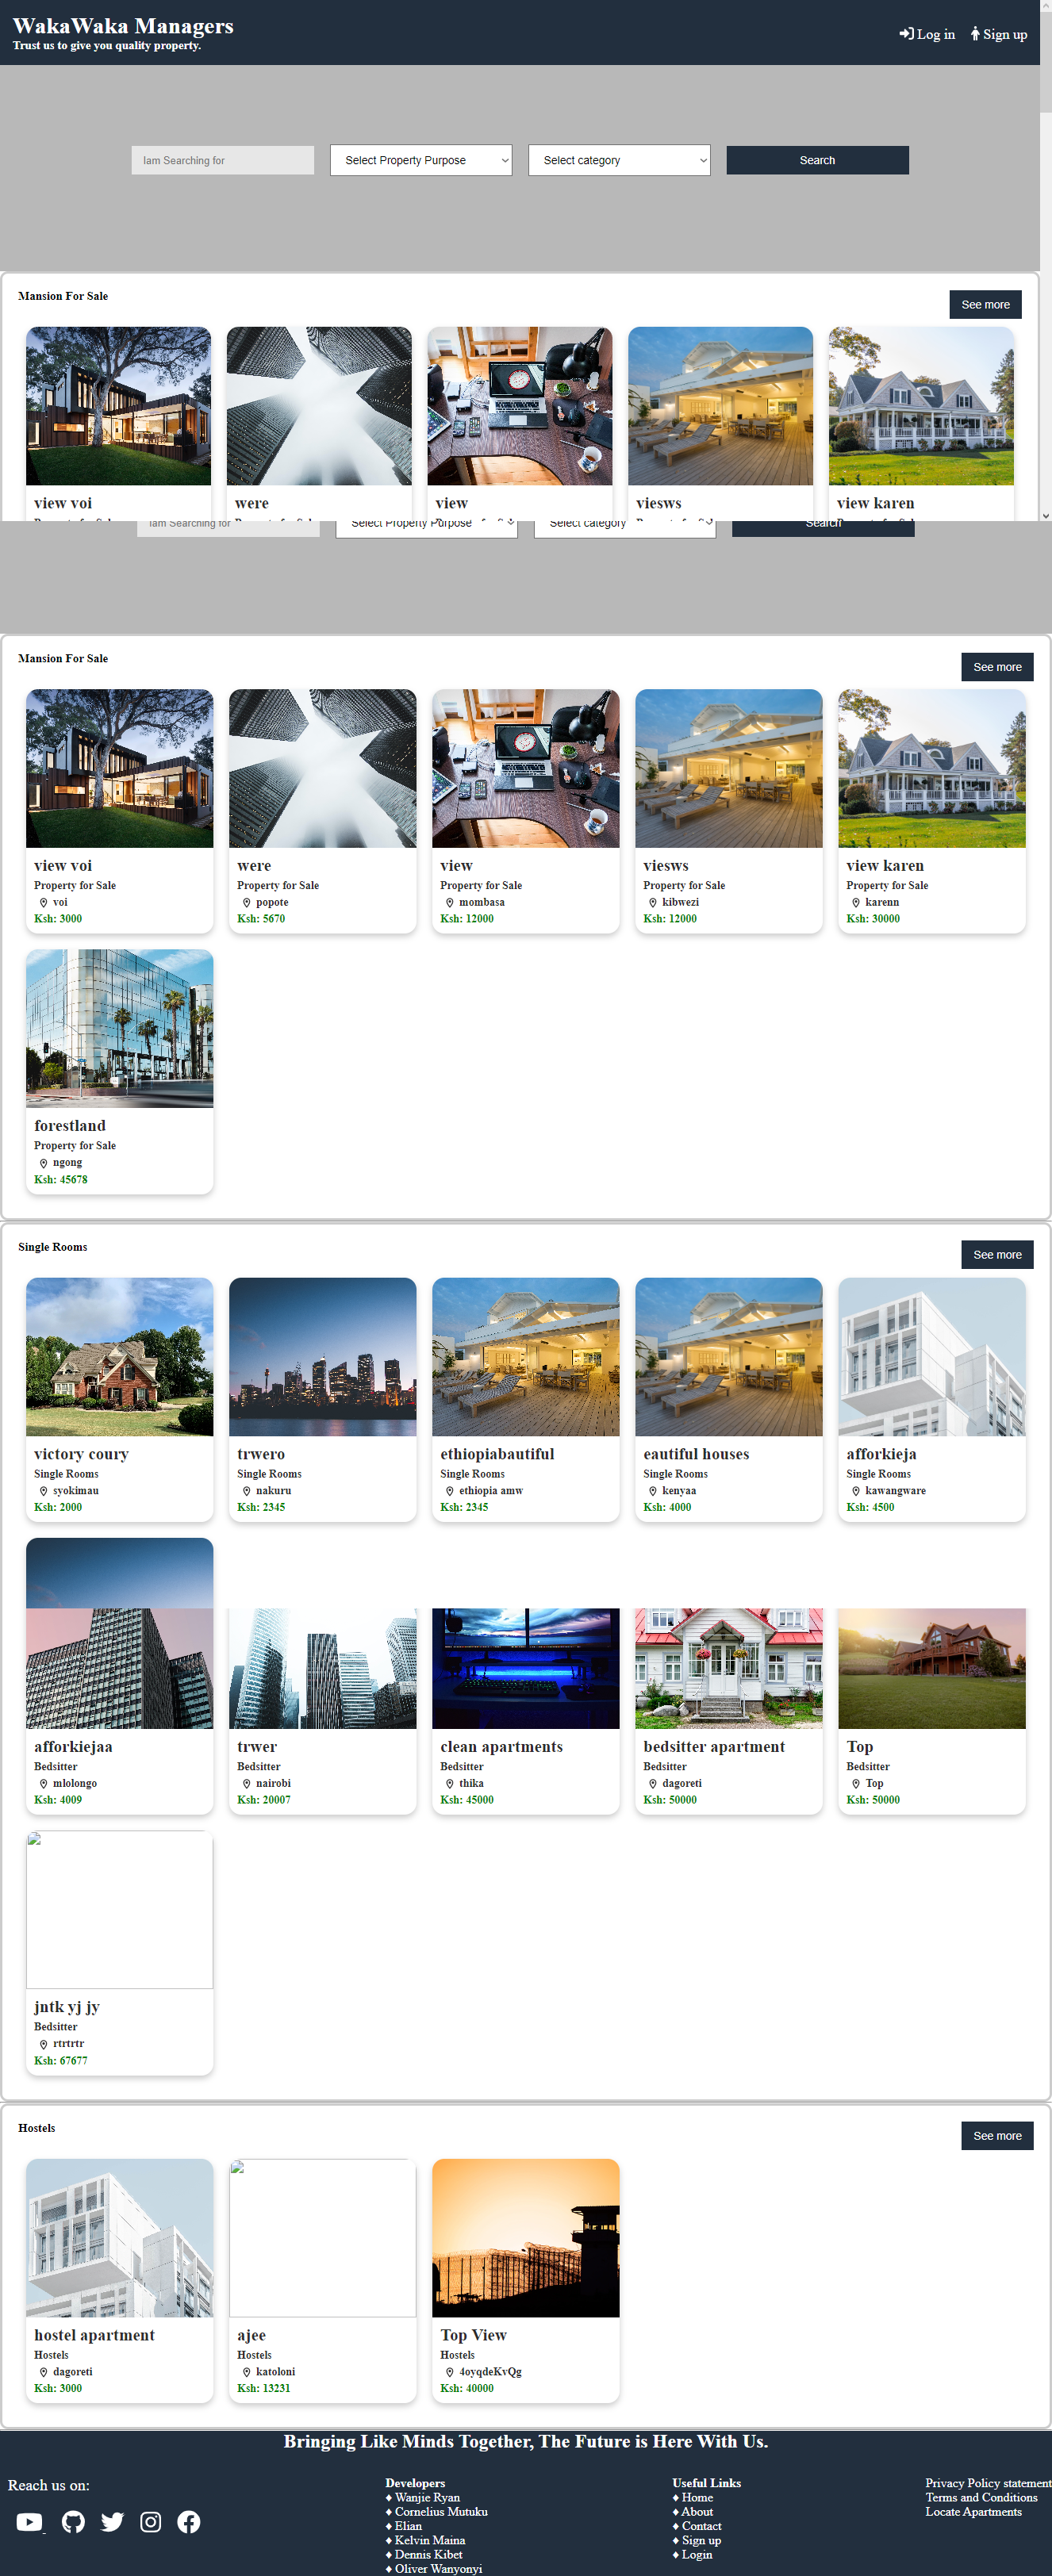 WakaWaka Managers
Trust us to give you quality property.
Log in
Sign up
Iam Searching for
Select Property Purpose
Select category
Search
Mansion For Sale
See more
view voi
were
view
viesws
view karen
Iam Searching for
Select Property Purpose
Select category
Search
Mansion For Sale
See more
view voi
Property for Sale
voi
Ksh: 3000
were
Property for Sale
popote
Ksh: 5670
view
Property for Sale
mombasa
Ksh: 12000
viesws
Property for Sale
kibwezi
Ksh: 12000
view karen
Property for Sale
karenn
Ksh: 30000
forestland
Property for Sale
ngong
Ksh: 45678
Single Rooms
See more
victory coury
Single Rooms
syokimau
Ksh: 2000
trwero
Single Rooms
nakuru
Ksh: 2345
ethiopiabautiful
Single Rooms
ethiopia amw
Ksh: 2345
eautiful houses
Single Rooms
kenyaa
Ksh: 4000
afforkieja
Single Rooms
kawangware
Ksh: 4500
afforkiejaa
Bedsitter
mlolongo
Ksh: 4009
trwer
Bedsitter
nairobi
Ksh: 20007
clean apartments
Bedsitter
thika
Ksh: 45000
bedsitter apartment
Bedsitter
dagoreti
Ksh: 50000
Top
Bedsitter
Top
Ksh: 50000
jntk yj jy
Bedsitter
rtrtrtr
Ksh: 67677
Hostels
See more
hostel apartment
Hostels
dagoreti
Ksh: 3000
ajee
Hostels
katoloni
Ksh: 13231
Top View
Hostels
4oyqdeKvQg
Ksh: 40000
Bringing Like Minds Together, The Future is Here With Us.
Reach us on:
Developers
♦ Wanjie Ryan
♦ Cornelius Mutuku
♦ Elian
♦ Kelvin Maina
♦ Dennis Kibet
♦ Oliver Wanyonyi
Useful Links
♦ Home
♦ About
♦ Contact
♦ Sign up
♦ Login
Privacy Policy statement
Terms and Conditions
Locate Apartments